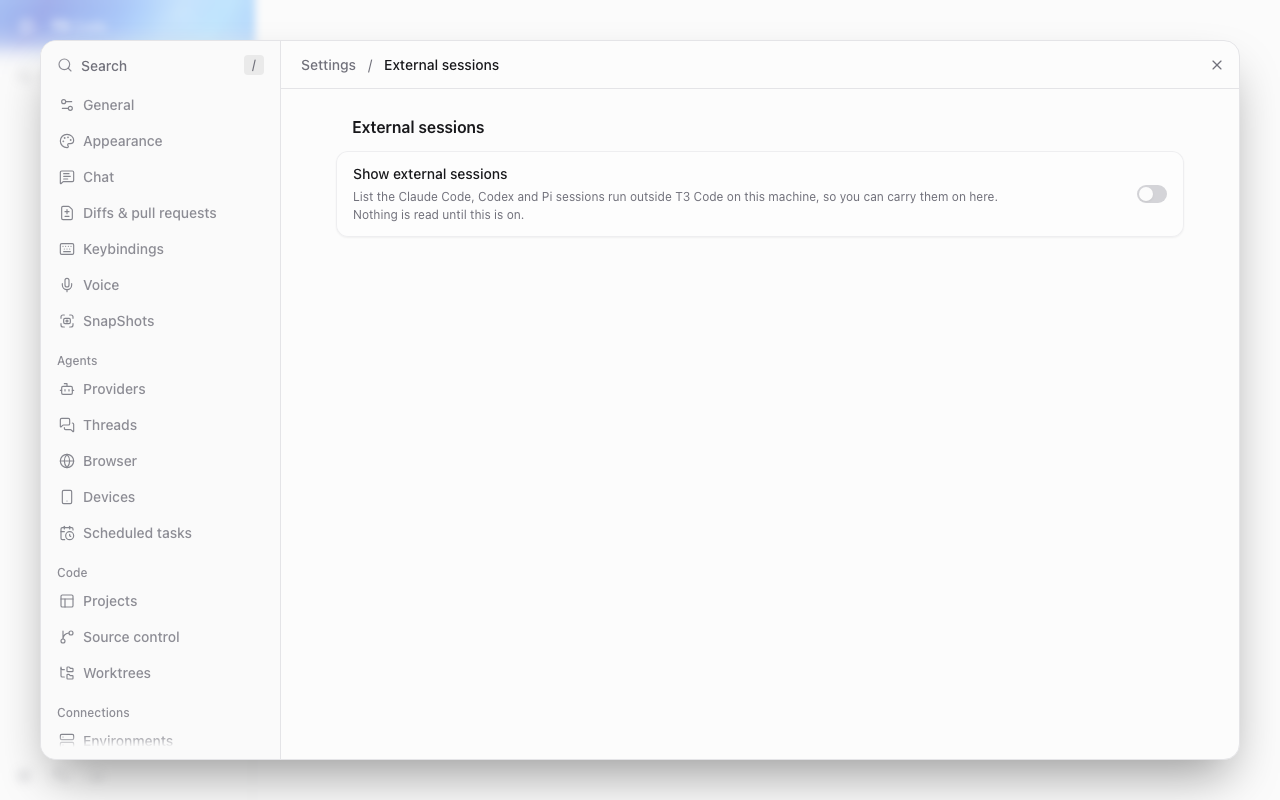 Search /
General
Appearance
Chat
Diffs & pull requests
Keybindings
Voice
SnapShots
Agents
Providers
Threads
Browser
Devices
Scheduled tasks
Code
Projects
Source control
Worktrees
Connections
Environments
Settings / External sessions
External sessions
Show external sessions
List the Claude Code, Codex and Pi sessions run outside T3 Code on this machine, so you can carry them on here.
Nothing is read until this is on.